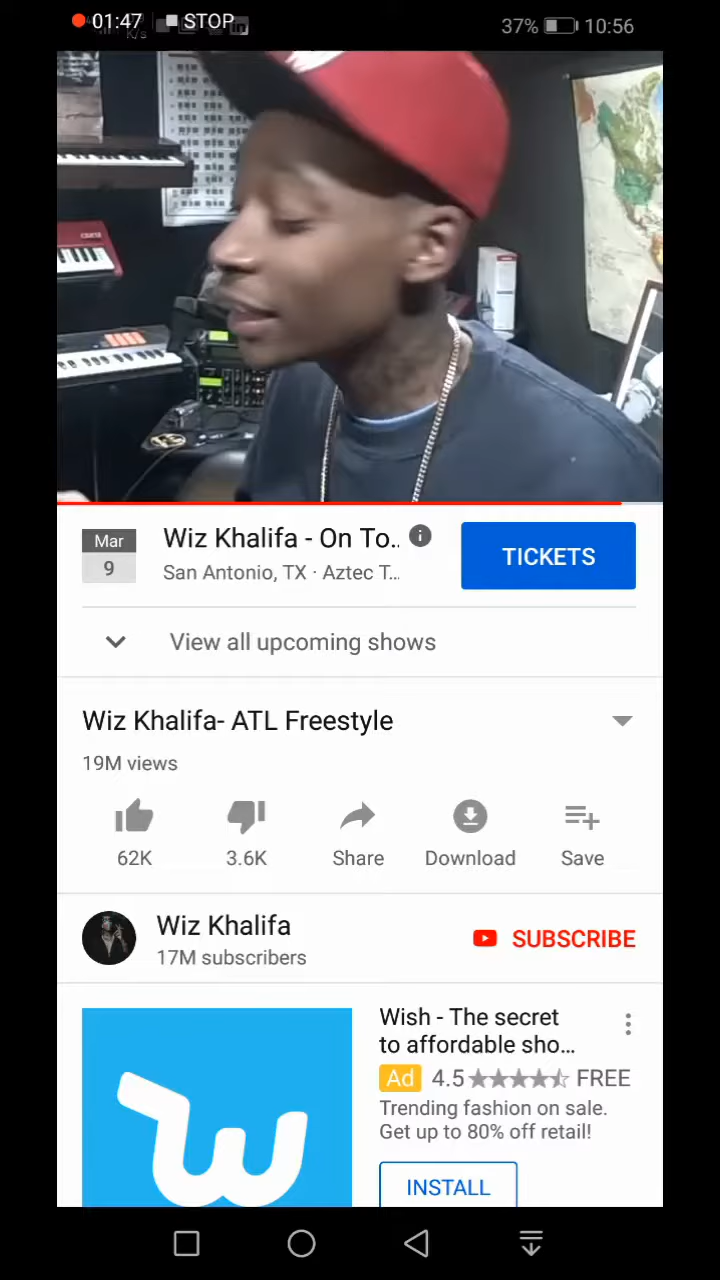 01:47 STOP
K/s
37% 10:56
Mar
9
Wiz Khalifa - On To..
San Antonio, TX · Aztec T...
TICKETS
View all upcoming shows
Wiz Khalifa- ATL Freestyle
19M views
62K
3.6K
Share
Download
Save
Wiz Khalifa
17M subscribers
SUBSCRIBE
Wish - The secret
to affordable sho...
Ad 4.5 FREE
Trending fashion on sale.
Get up to 80% off retail!
INSTALL